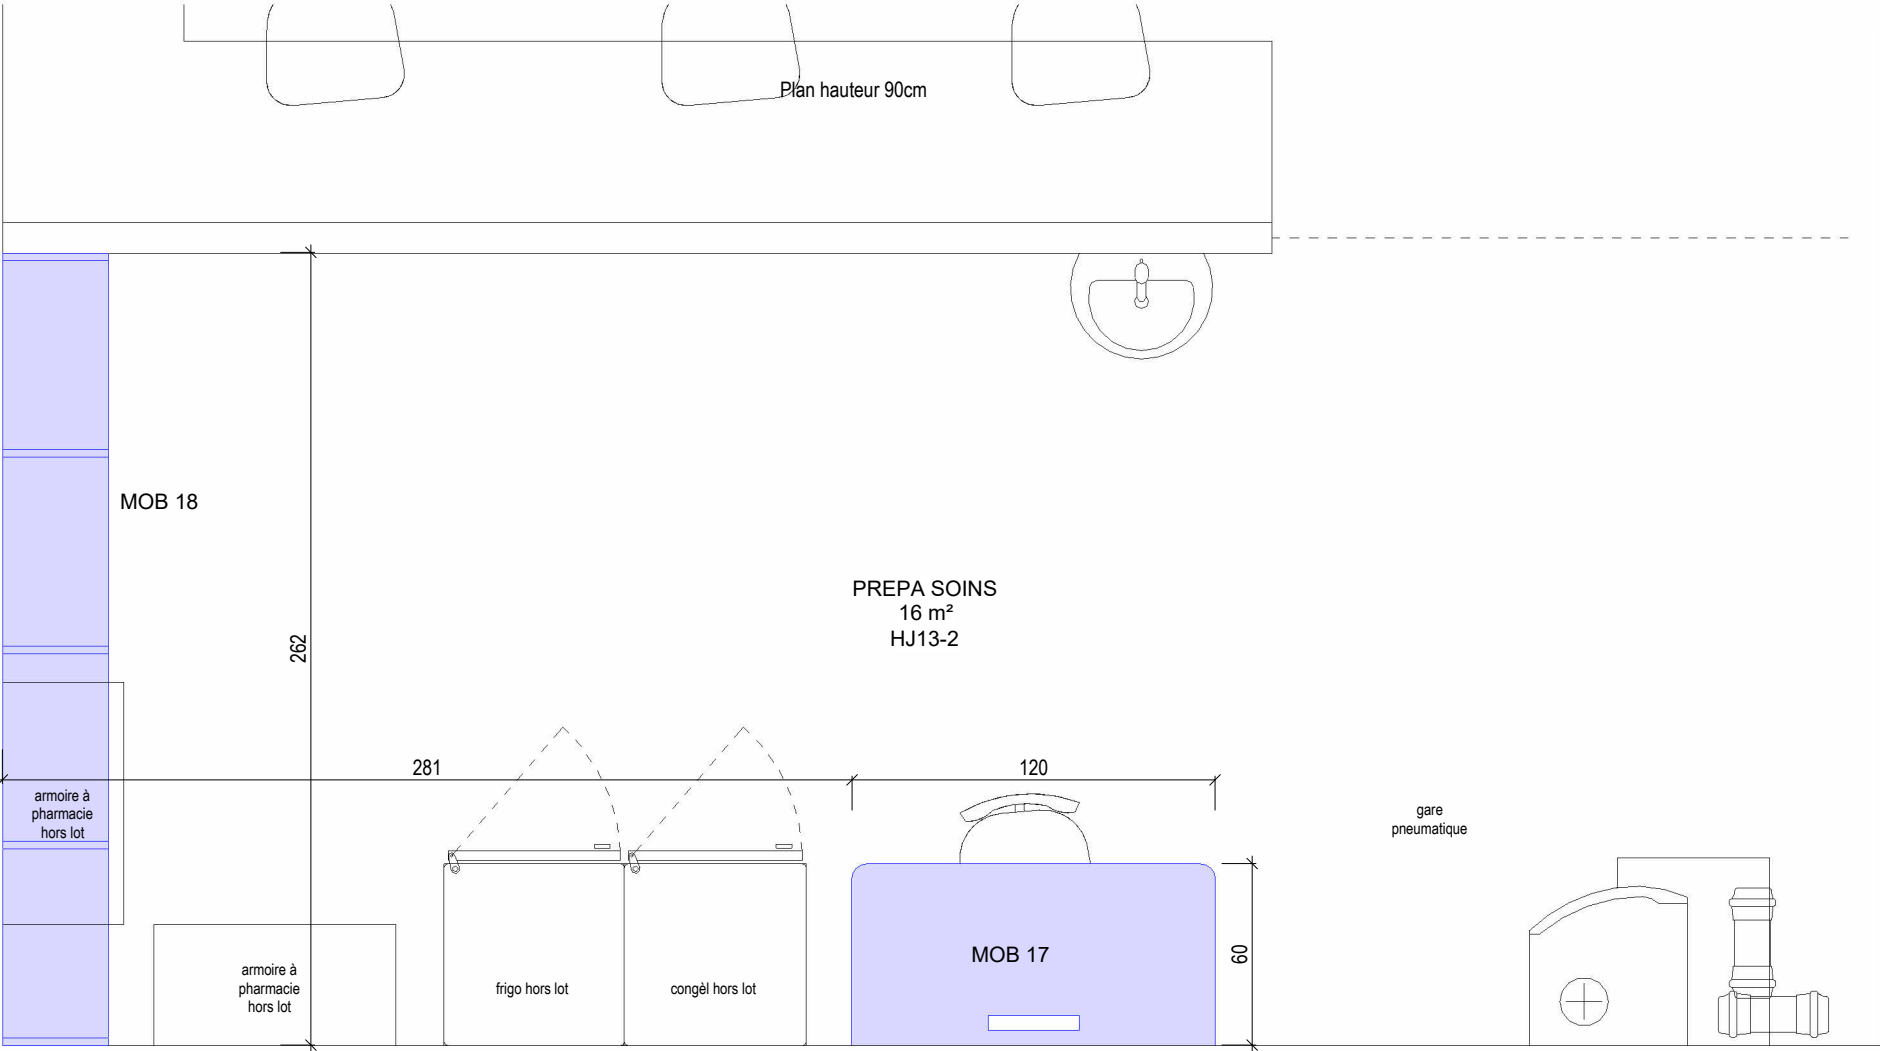 Plan hauteur 90cm
MOB 18
PREPA SOINS
16 m²
HJ13-2
262
281
120
armoire à
pharmacie
hors lot
gare
pneumatique
MOB 17
60
armoire à
pharmacie
hors lot
frigo hors lot
congèl hors lot